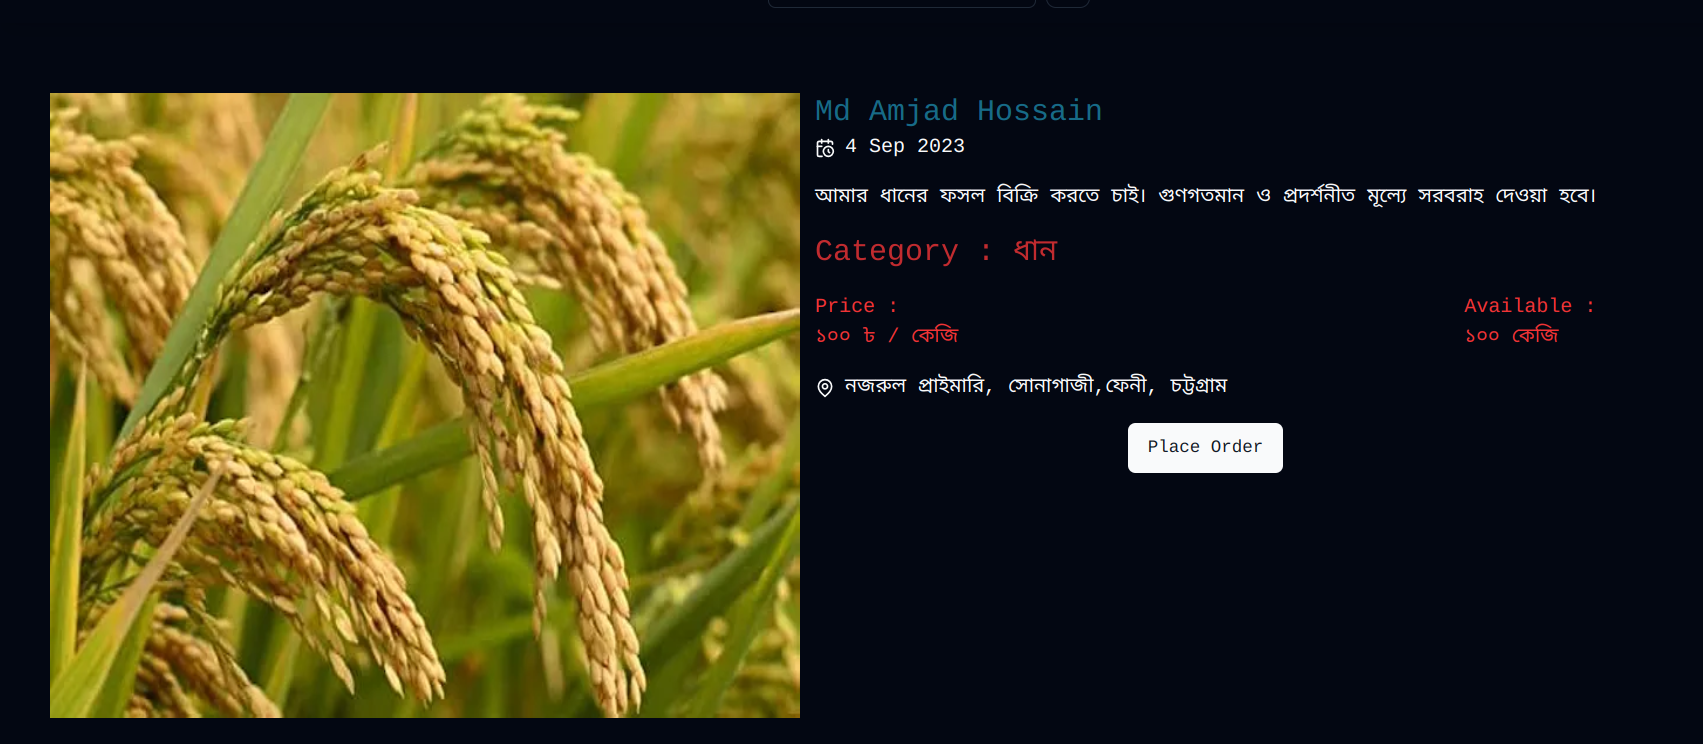 Md Amjad Hossain
4 Sep 2023
আমার ধানের ফসল বিক্রি করতে চাই। গুণগতমান ও প্রদর্শনীত মূল্যে সরবরাহ দেওয়া হবে।
Category : ধান
Price :
১০০ ৳ / কেজি
Available :
১০০ কেজি
নজরুল প্রাইমারি, সোনাগাজী,ফেনী, চট্টগ্রাম
Place Order